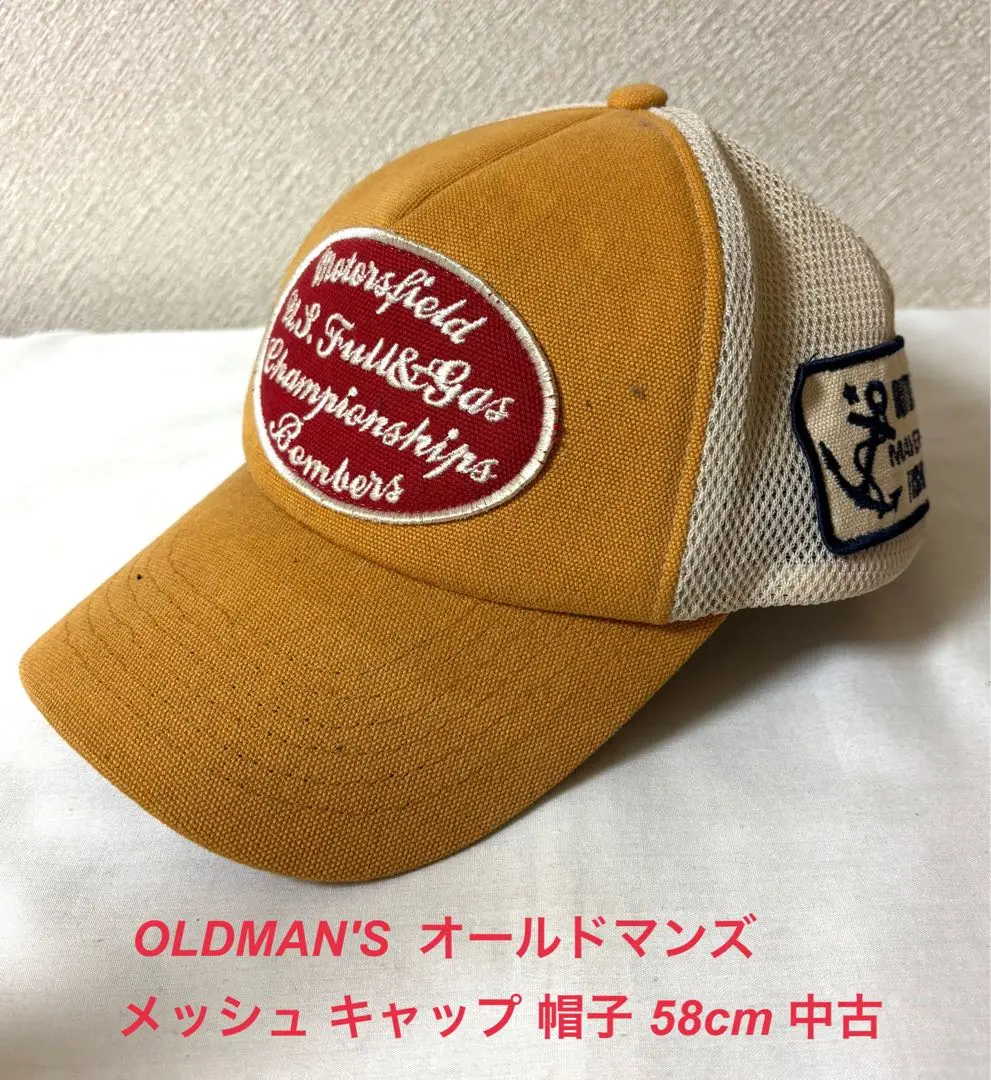 Motorsfield
U.S. Full&Gas
Championships
Bombers
OLDMAN'S オールドマンズ
メッシュ キャップ 帽子 58cm 中古